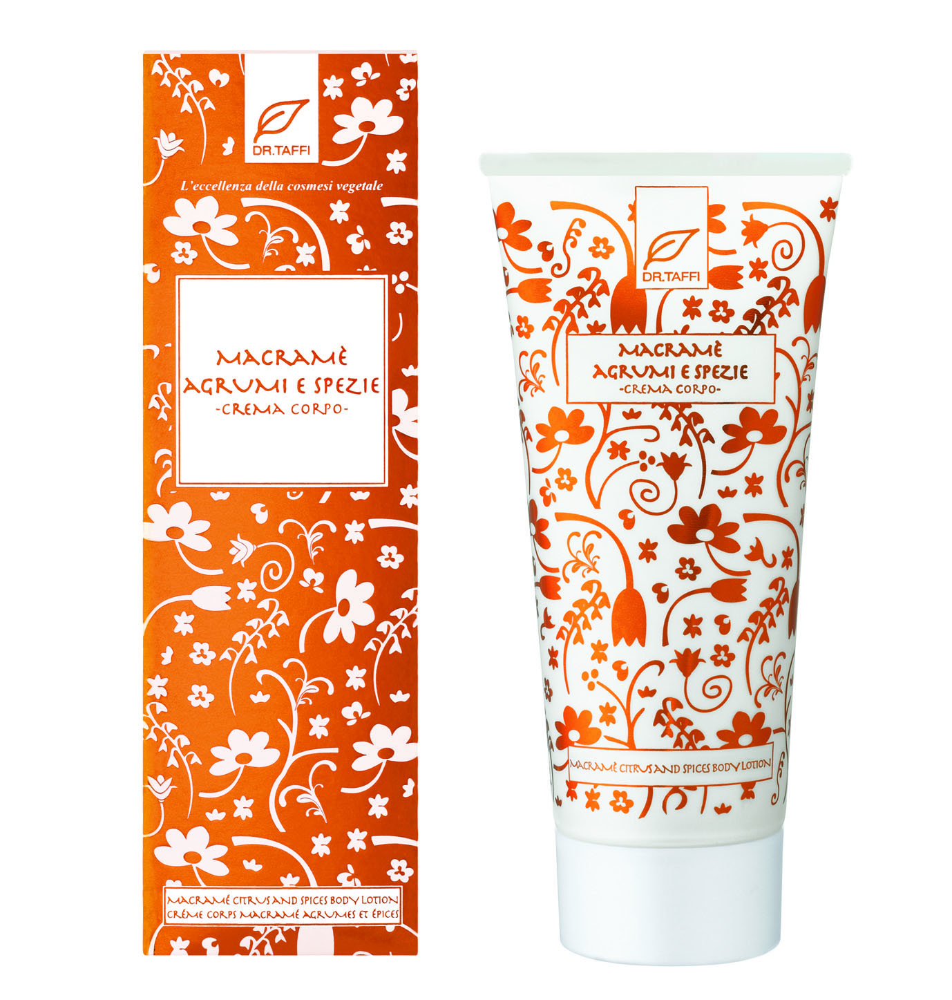 DR.TAFFI
L'eccellenza della cosmesi vegetale
MACRAMÈ
AGRUMI E SPEZIE
-CREMA CORPO-
MACRAMÉ CITRUS AND SPICES BODY LOTION
CRÉME CORPS MACRAMÉ AGRUMES ET ÉPICES
DR.TAFFI
MACRAMÈ
AGRUMI E SPEZIE
-CREMA CORPO-
MACRAMÈ CITRUS AND SPICES BODY LOTION